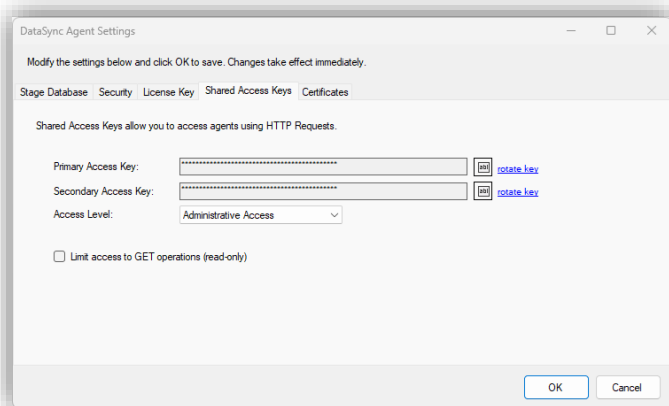 DataSync Agent Settings
Modify the settings below and click OK to save. Changes take effect immediately.
Stage Database Security License Key Shared Access Keys Certificates
Shared Access Keys allow you to access agents using HTTP Requests.
Primary Access Key: ******************************************** abl rotate key
Secondary Access Key: ******************************************** abl rotate key
Access Level: Administrative Access
Limit access to GET operations (read-only)
OK Cancel